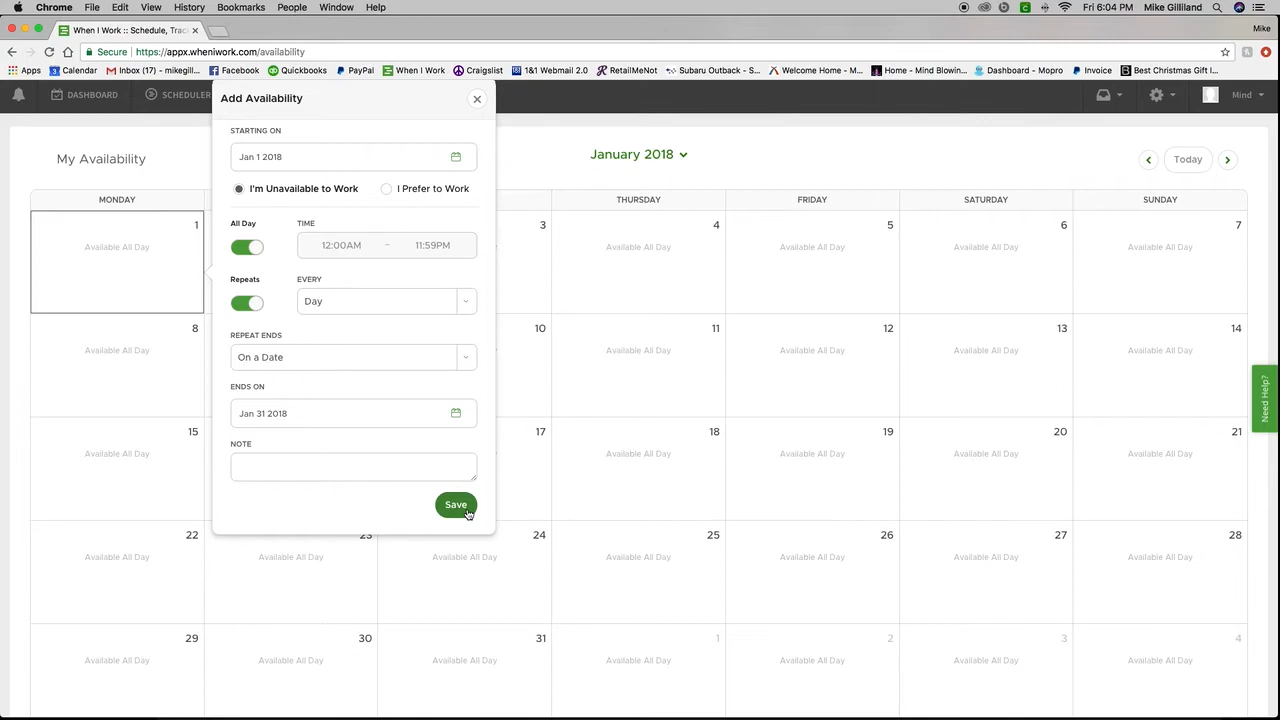 Chrome File Edit View History Bookmarks People Window Help Fri 6:04 PM Mike Gilliland
When I Work :: Schedule, Trac Mike
Secure https://appx.wheniwork.com/availability
Apps Calendar Inbox (17) - mikegill... Facebook Quickbooks PayPal When I Work Craigslist 1&1 Webmail 2.0 RetailMeNot Subaru Outback - S... Welcome Home - M... Home - Mind Blowin... Dashboard - Mopro Invoice Best Christmas Gift I...
DASHBOARD SCHEDULER Mind
Add Availability
STARTING ON
Jan 1 2018
I'm Unavailable to Work I Prefer to Work
All Day TIME
12:00AM – 11:59PM
Repeats EVERY
Day
REPEAT ENDS
On a Date
ENDS ON
Jan 31 2018
NOTE
Save
My Availability January 2018 Today
MONDAY THURSDAY FRIDAY SATURDAY SUNDAY
1 3 4 5 6 7
Available All Day Available All Day Available All Day Available All Day Available All Day
8 10 11 12 13 14
Available All Day Available All Day Available All Day Available All Day Available All Day
15 17 18 19 20 21
Available All Day Available All Day Available All Day Available All Day Available All Day
22 23 24 25 26 27 28
Available All Day Available All Day Available All Day Available All Day Available All Day Available All Day Available All Day
29 30 31 1 2 3 4
Available All Day Available All Day Available All Day Available All Day Available All Day Available All Day Available All Day
Need Help?